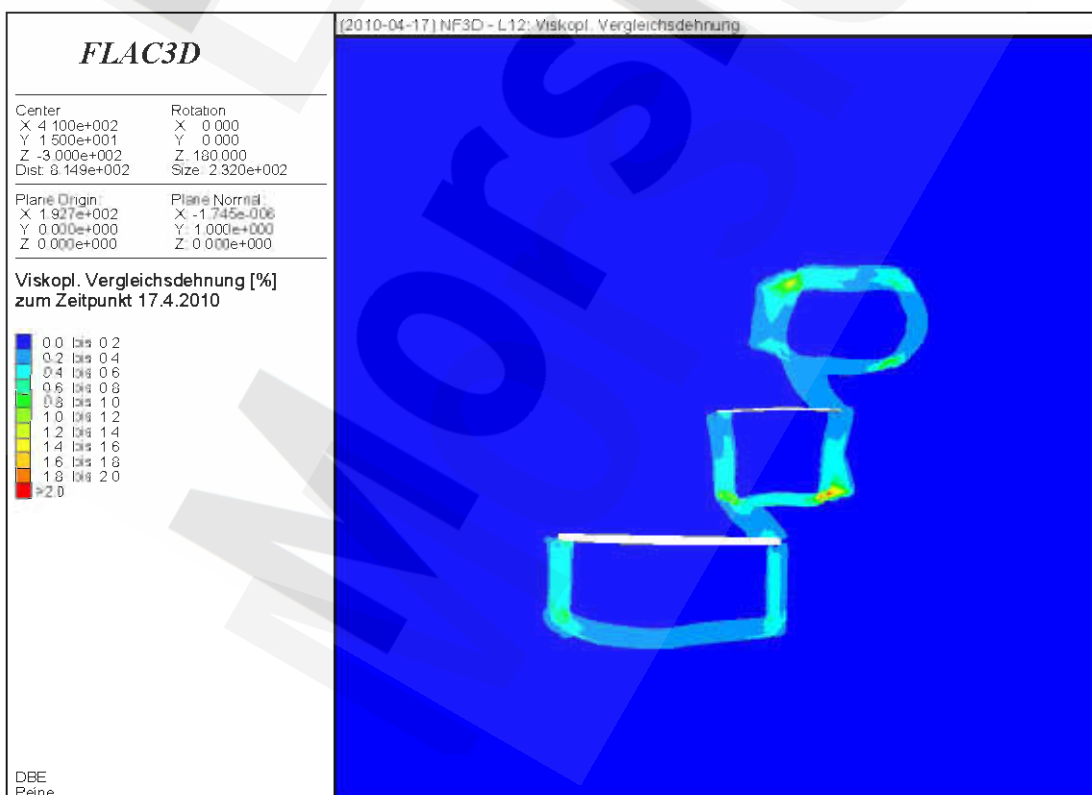 (2010-04-17) NF3D - L12: Viskopl. Vergleichsdehnung
FLAC3D
Center Rotation
X 4.100e+002 X 0.000
Y 1.500e+001 Y 0.000
Z -3.000e+002 Z. 180.000
Dist: 8.149e+002 Size: 2.320e+002
Plane Origin: Plane Normal:
X 1.927e+002 X: -1.745e-006
Y 0.000e+000 Y: 1.000e+000
Z 0.000e+000 Z: 0.000e+000
Viskopl. Vergleichsdehnung [%]
zum Zeitpunkt 17.4.2010
0.0 bis 0.2
0.2 bis 0.4
0.4 bis 0.6
0.6 bis 0.8
0.8 bis 1.0
1.0 bis 1.2
1.2 bis 1.4
1.4 bis 1.6
1.6 bis 1.8
1.8 bis 2.0
>2.0
DBE
Peine